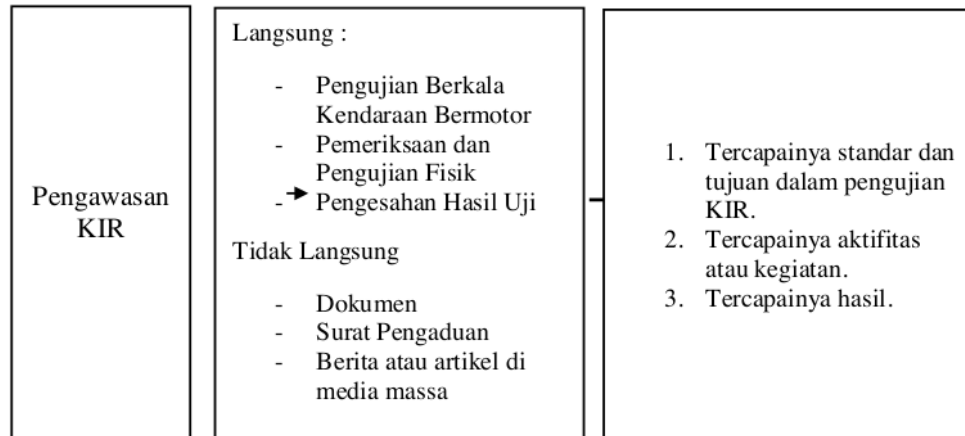 Pengawasan
KIR
Langsung :
- Pengujian Berkala
Kendaraan Bermotor
- Pemeriksaan dan
Pengujian Fisik
- Pengesahan Hasil Uji
Tidak Langsung
- Dokumen
- Surat Pengaduan
- Berita atau artikel di
media massa
1. Tercapainya standar dan
tujuan dalam pengujian
KIR.
2. Tercapainya aktifitas
atau kegiatan.
3. Tercapainya hasil.